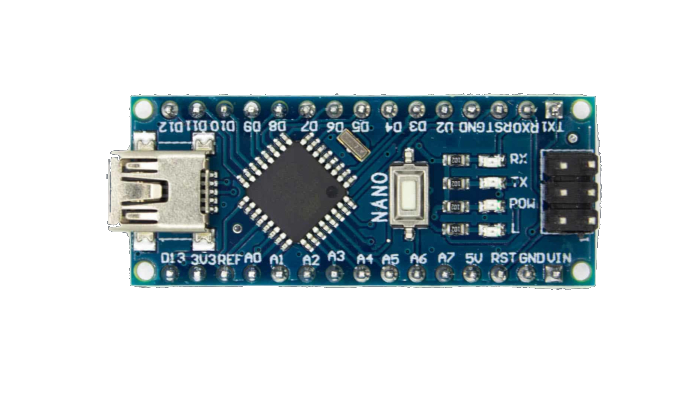 D12 D11 D10 D9 D8 D7 D6 D5 D4 D3 D2 GND RST RX0 TX1
RX
TX
POW
L
NANO
D13 3V3 REF A0 A1 A2 A3 A4 A5 A6 A7 5V RST GND VIN